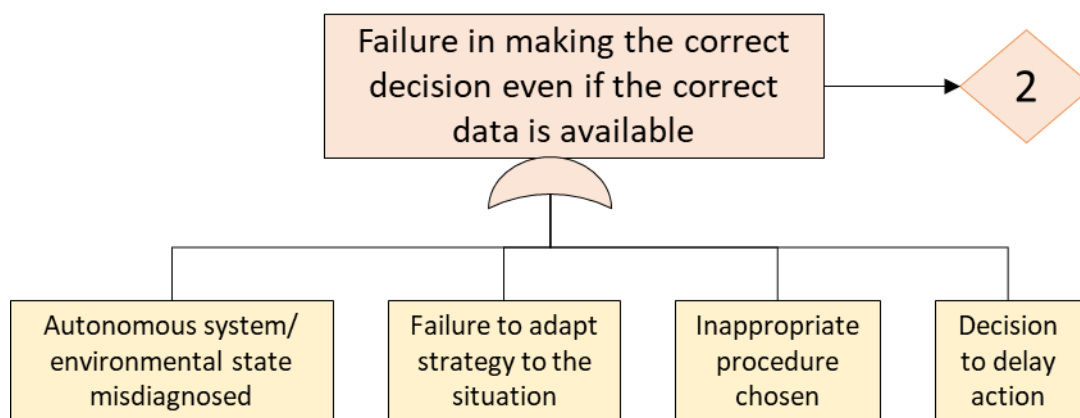 Failure in making the correct
decision even if the correct
data is available
2
Autonomous system/
environmental state
misdiagnosed
Failure to adapt
strategy to the
situation
Inappropriate
procedure
chosen
Decision
to delay
action